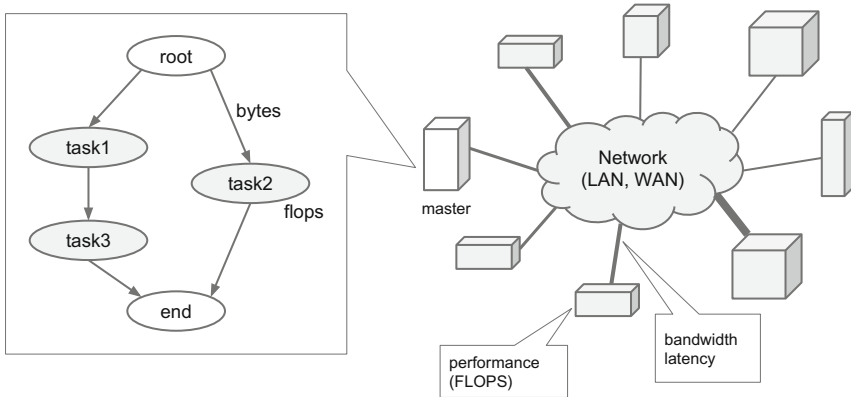 root
bytes
task1
task2
flops
task3
end
master
Network
(LAN, WAN)
performance
(FLOPS)
bandwidth
latency